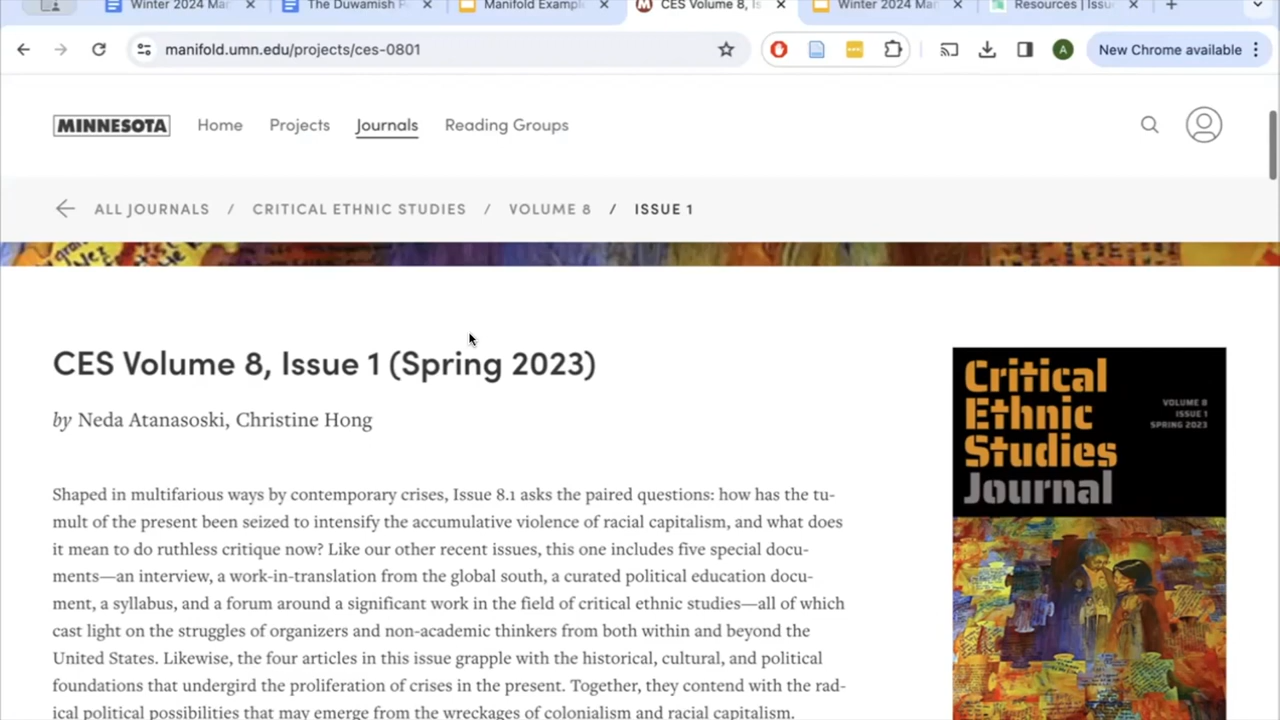 Winter 2024 Mar
The Duwamish P
Manifold Exampl
CES Volume 8, Is
Winter 2024 Mar
Resources | Issu
manifold.umn.edu/projects/ces-0801
A
New Chrome available
MINNESOTA
Home
Projects
Journals
Reading Groups
ALL JOURNALS / CRITICAL ETHNIC STUDIES / VOLUME 8 / ISSUE 1
CES Volume 8, Issue 1 (Spring 2023)
by Neda Atanasoski, Christine Hong
Shaped in multifarious ways by contemporary crises, Issue 8.1 asks the paired questions: how has the tu-
mult of the present been seized to intensify the accumulative violence of racial capitalism, and what does
it mean to do ruthless critique now? Like our other recent issues, this one includes five special docu-
ments—an interview, a work-in-translation from the global south, a curated political education docu-
ment, a syllabus, and a forum around a significant work in the field of critical ethnic studies—all of which
cast light on the struggles of organizers and non-academic thinkers from both within and beyond the
United States. Likewise, the four articles in this issue grapple with the historical, cultural, and political
foundations that undergird the proliferation of crises in the present. Together, they contend with the rad-
ical political possibilities that may emerge from the wreckages of colonialism and racial capitalism.
Critical
Ethnic
Studies
Journal
VOLUME 8
ISSUE 1
SPRING 2023